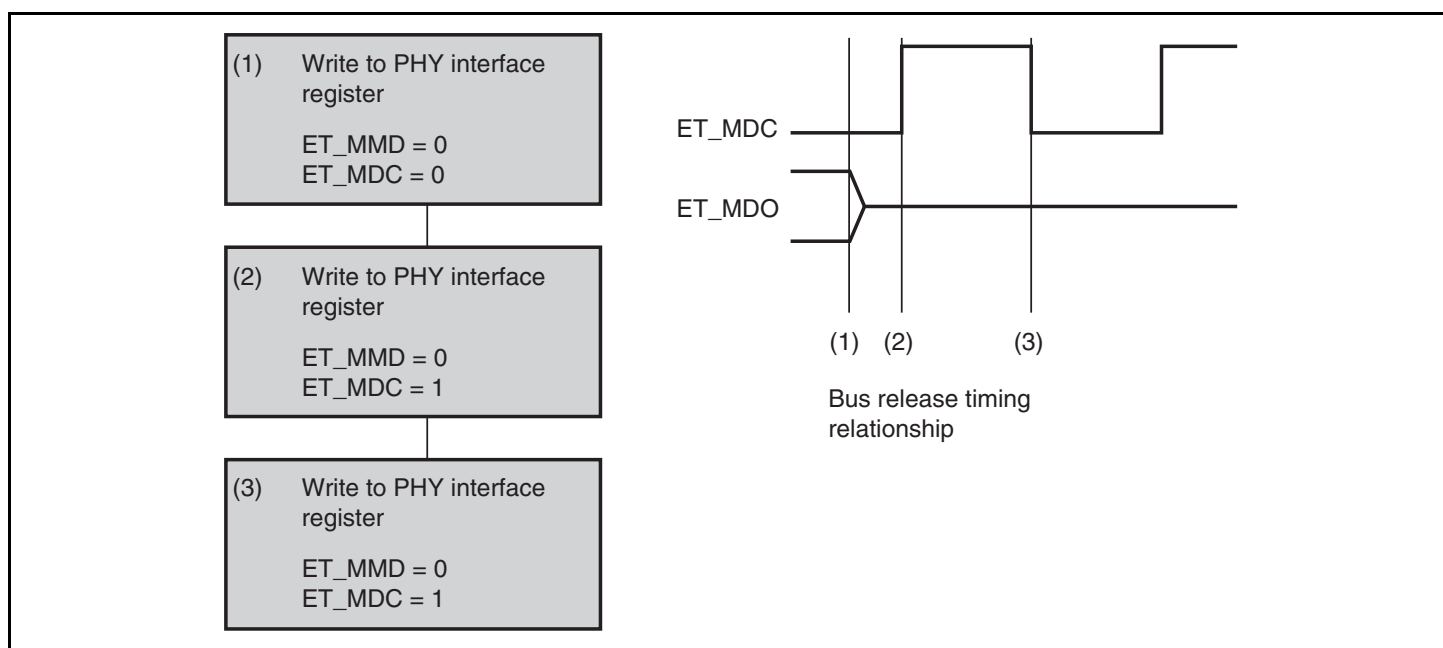 (1) Write to PHY interface
register
ET_MMD = 0
ET_MDC = 0
(2) Write to PHY interface
register
ET_MMD = 0
ET_MDC = 1
(3) Write to PHY interface
register
ET_MMD = 0
ET_MDC = 1
ET_MDC
ET_MDO
(1) (2) (3)
Bus release timing
relationship